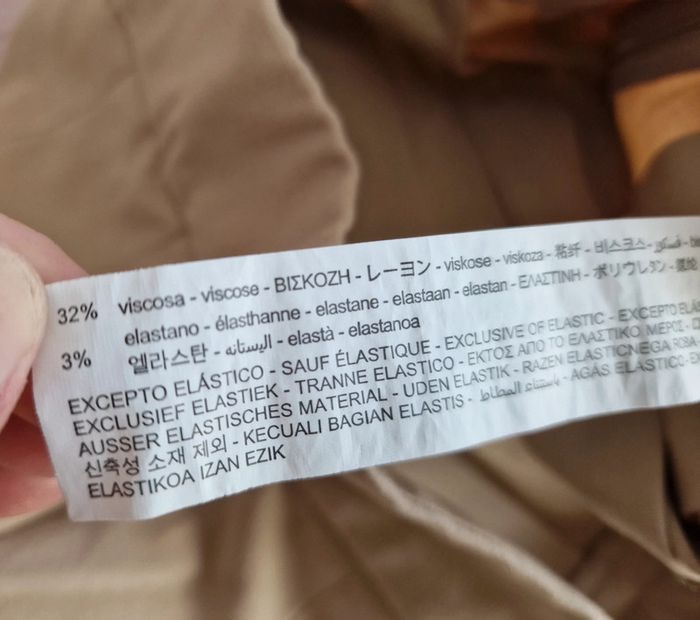 32% viscosa - viscose - ΒΙΣΚΟΖΗ - レーヨン - viskose - viskoza - 粘纤 - 비스코스 -
elastano - élasthanne - elastane - elastaan - elastan - ΕΛΑΣΤΙΝΗ - ポリウレタン -
3% 엘라스탄 - اليستانه - elastà - elastanoa
EXCEPTO ELÁSTICO - SAUF ÉLASTIQUE - EXCLUSIVE OF ELASTIC - EXCEPTO
EXCLUSIEF ELASTIEK - TRANNE ELASTICO - ΕΚΤΟΣ ΑΠΟ ΤΟ ΕΛΑΣΤΙΚΟ ΜΕΡΟΣ -
AUSSER ELASTISCHES MATERIAL - UDEN ELASTIK - RAZEN ELASTICNEGA ROBA
신축성 소재 제외 - KECUALI BAGIAN ELASTIS - باستثناء المطاط - AGAS ELASTICO
ELASTIKOA IZAN EZIK